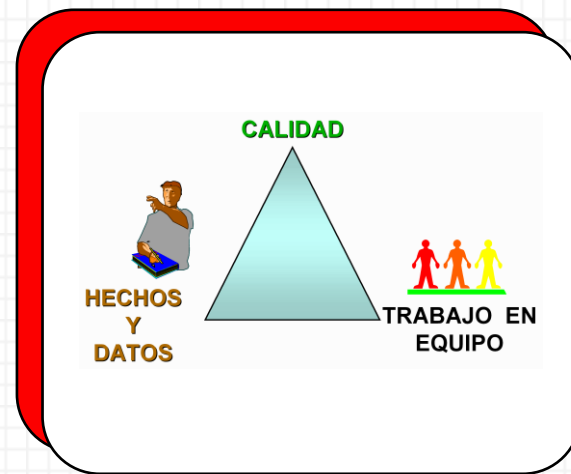 CALIDAD
HECHOS
Y
DATOS
TRABAJO EN
EQUIPO